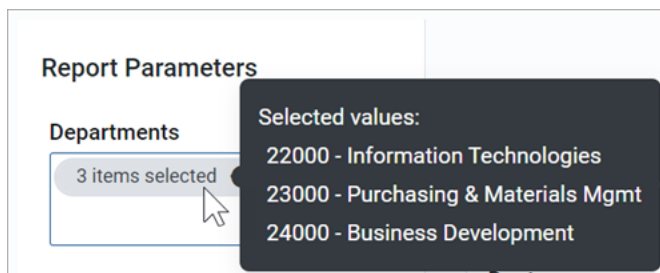 Report Parameters
Departments
3 items selected
Selected values:
22000 - Information Technologies
23000 - Purchasing & Materials Mgmt
24000 - Business Development